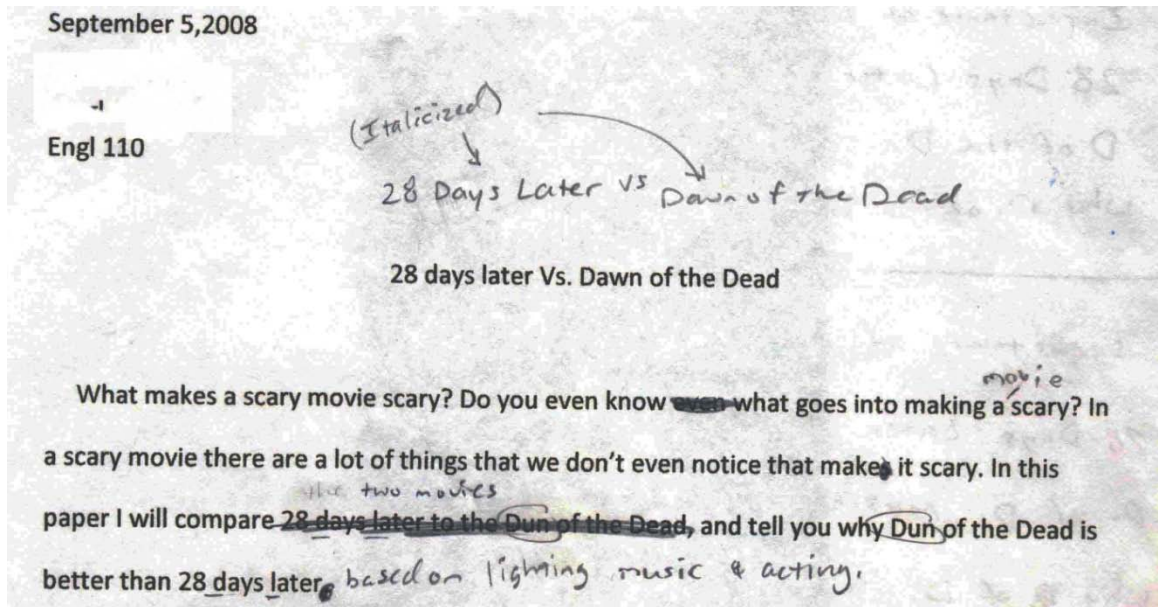 September 5,2008
Engl 110
(Italicized)
28 Days Later vs Dawn of the Dead
28 days later Vs. Dawn of the Dead
movie
What makes a scary movie scary? Do you even know even what goes into making a scary? In
a scary movie there are a lot of things that we don’t even notice that makes it scary. In this
the two movies
paper I will compare 28 days later to the Dun of the Dead, and tell you why Dun of the Dead is
better than 28 days later. based on lighting music & acting.